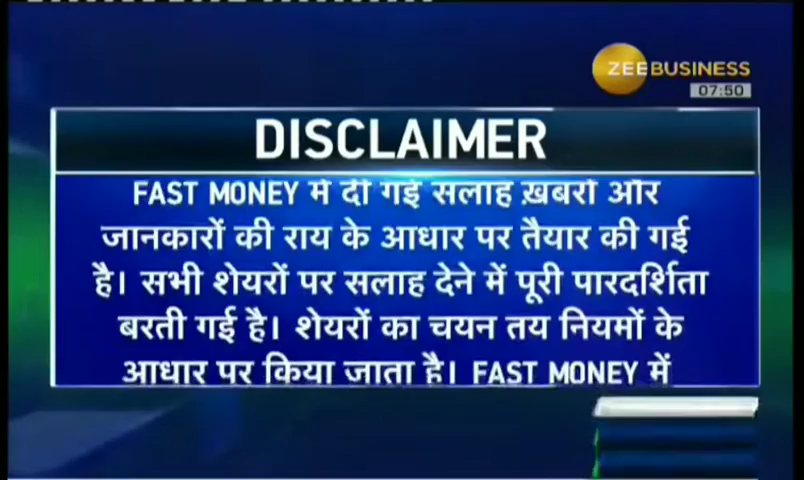 ZEEBUSINESS
07:50
DISCLAIMER
FAST MONEY में दी गई सलाह ख़बरों और
जानकारों की राय के आधार पर तैयार की गई
है। सभी शेयरों पर सलाह देने में पूरी पारदर्शिता
बरती गई है। शेयरों का चयन तय नियमों के
आधार पर किया जाता है। FAST MONEY में